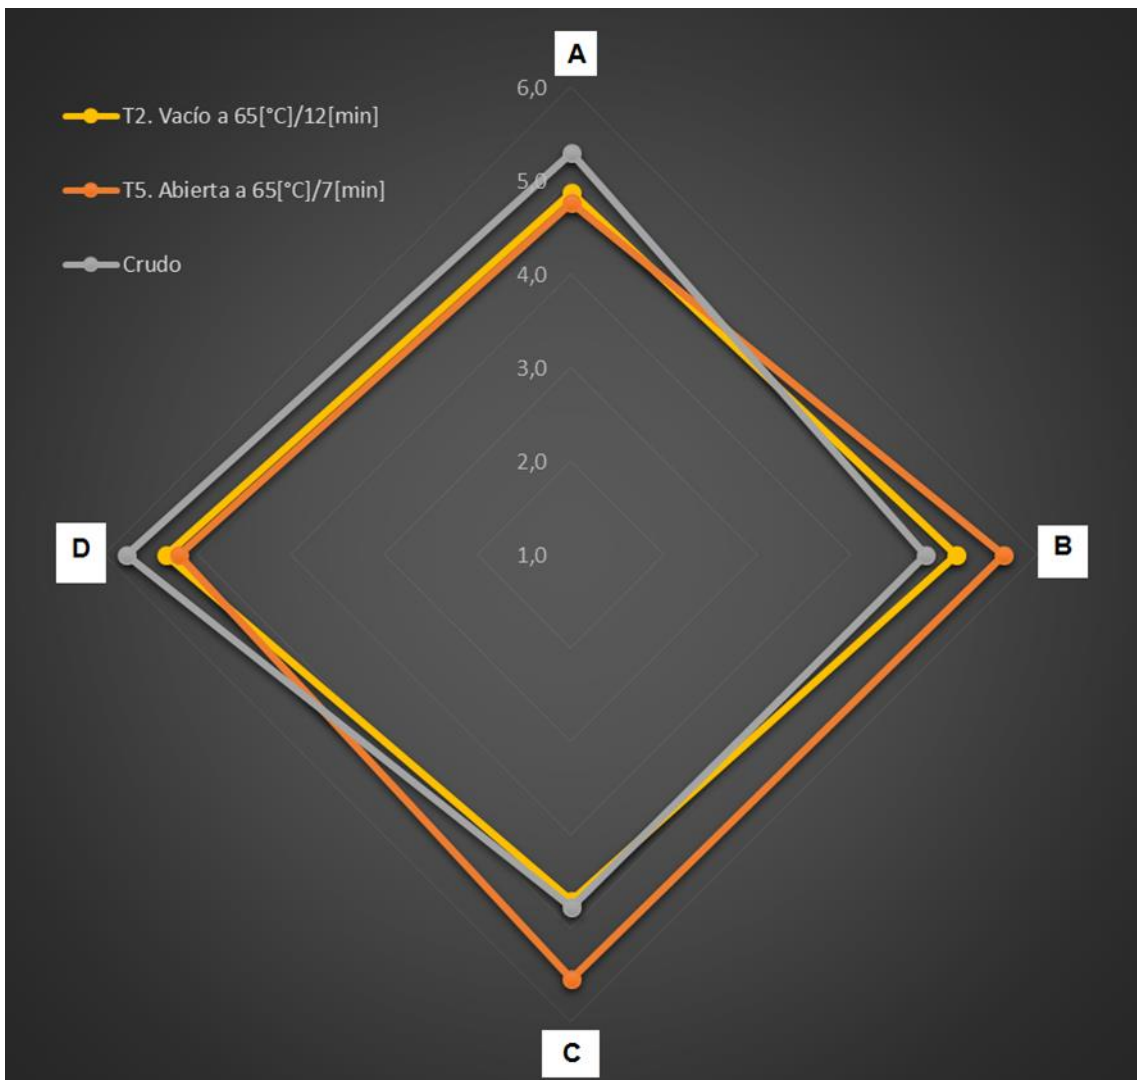 A
6,0
T2. Vacío a 65[°C]/12[min]
5,0
T5. Abierta a 65[°C]/7[min]
Crudo
4,0
3,0
2,0
D
1,0
B
C